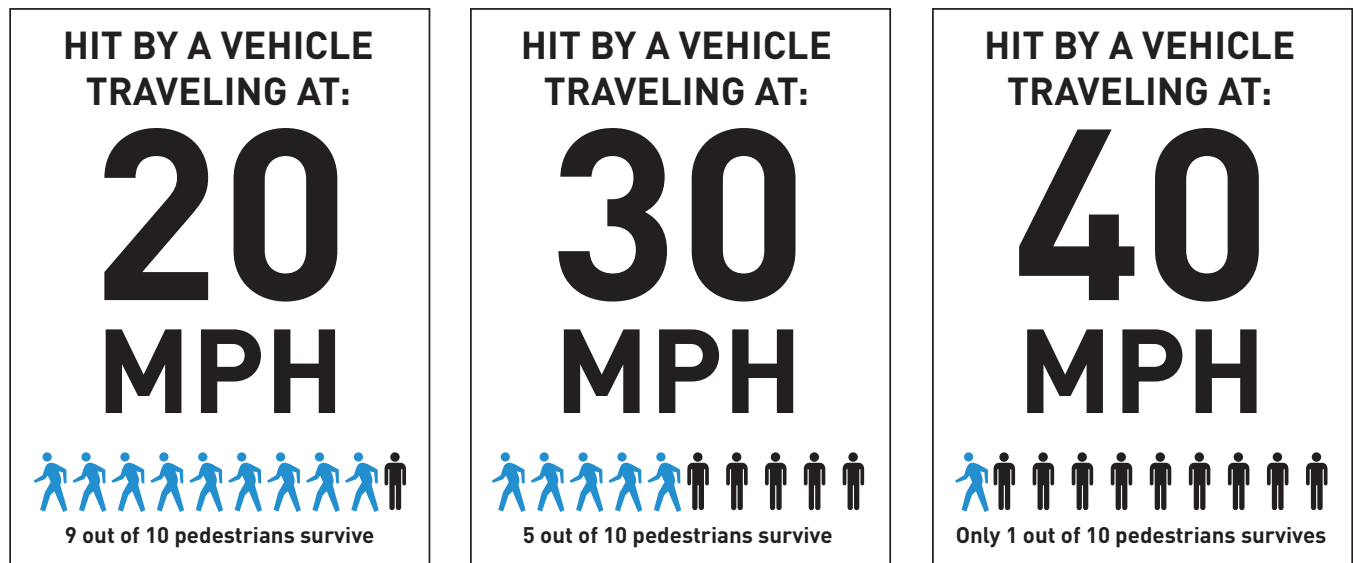 HIT BY A VEHICLE
TRAVELING AT:
20
MPH
9 out of 10 pedestrians survive
HIT BY A VEHICLE
TRAVELING AT:
30
MPH
5 out of 10 pedestrians survive
HIT BY A VEHICLE
TRAVELING AT:
40
MPH
Only 1 out of 10 pedestrians survives